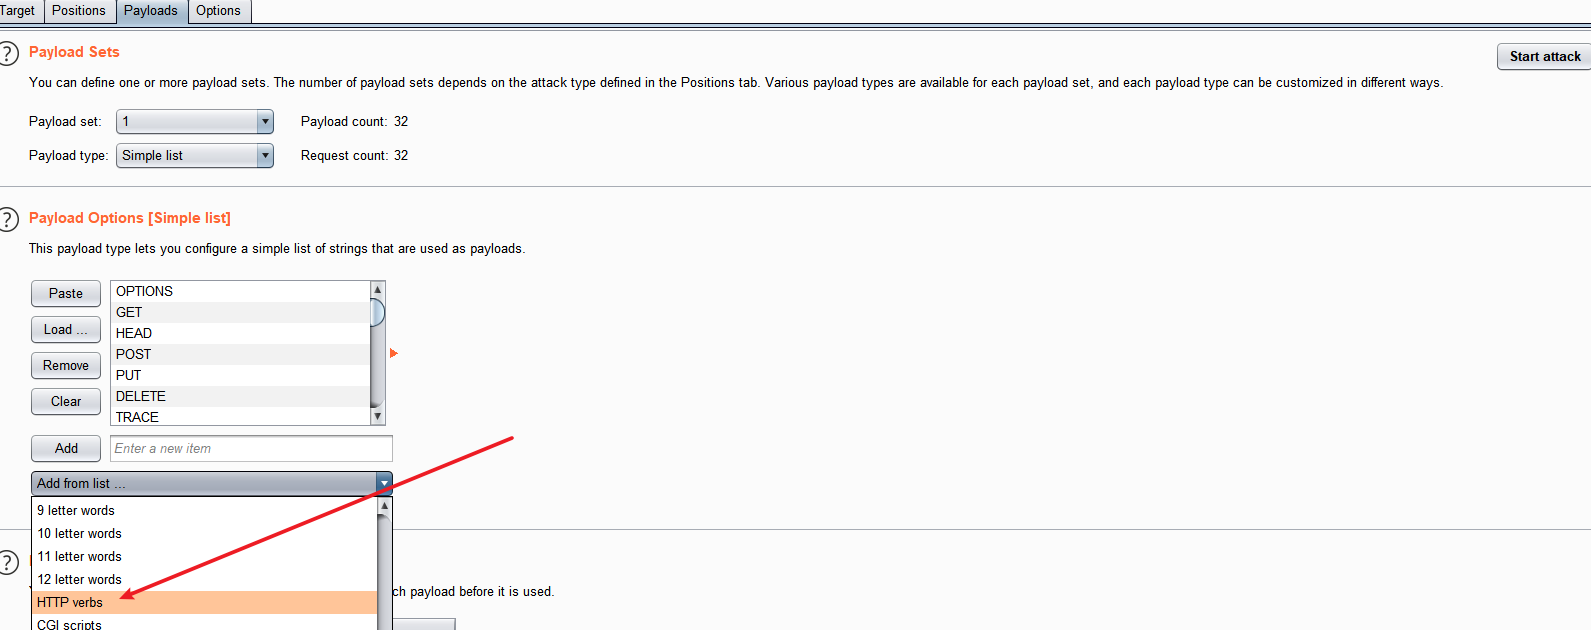 Target Positions Payloads Options
? Payload Sets
Start attack
You can define one or more payload sets. The number of payload sets depends on the attack type defined in the Positions tab. Various payload types are available for each payload set, and each payload type can be customized in different ways.
Payload set: 1 Payload count: 32
Payload type: Simple list Request count: 32
? Payload Options [Simple list]
This payload type lets you configure a simple list of strings that are used as payloads.
Paste
Load ...
Remove
Clear
OPTIONS
GET
HEAD
POST
PUT
DELETE
TRACE
Add Enter a new item
Add from list ...
9 letter words
10 letter words
11 letter words
12 letter words
HTTP verbs
CGI scripts
?
ch payload before it is used.